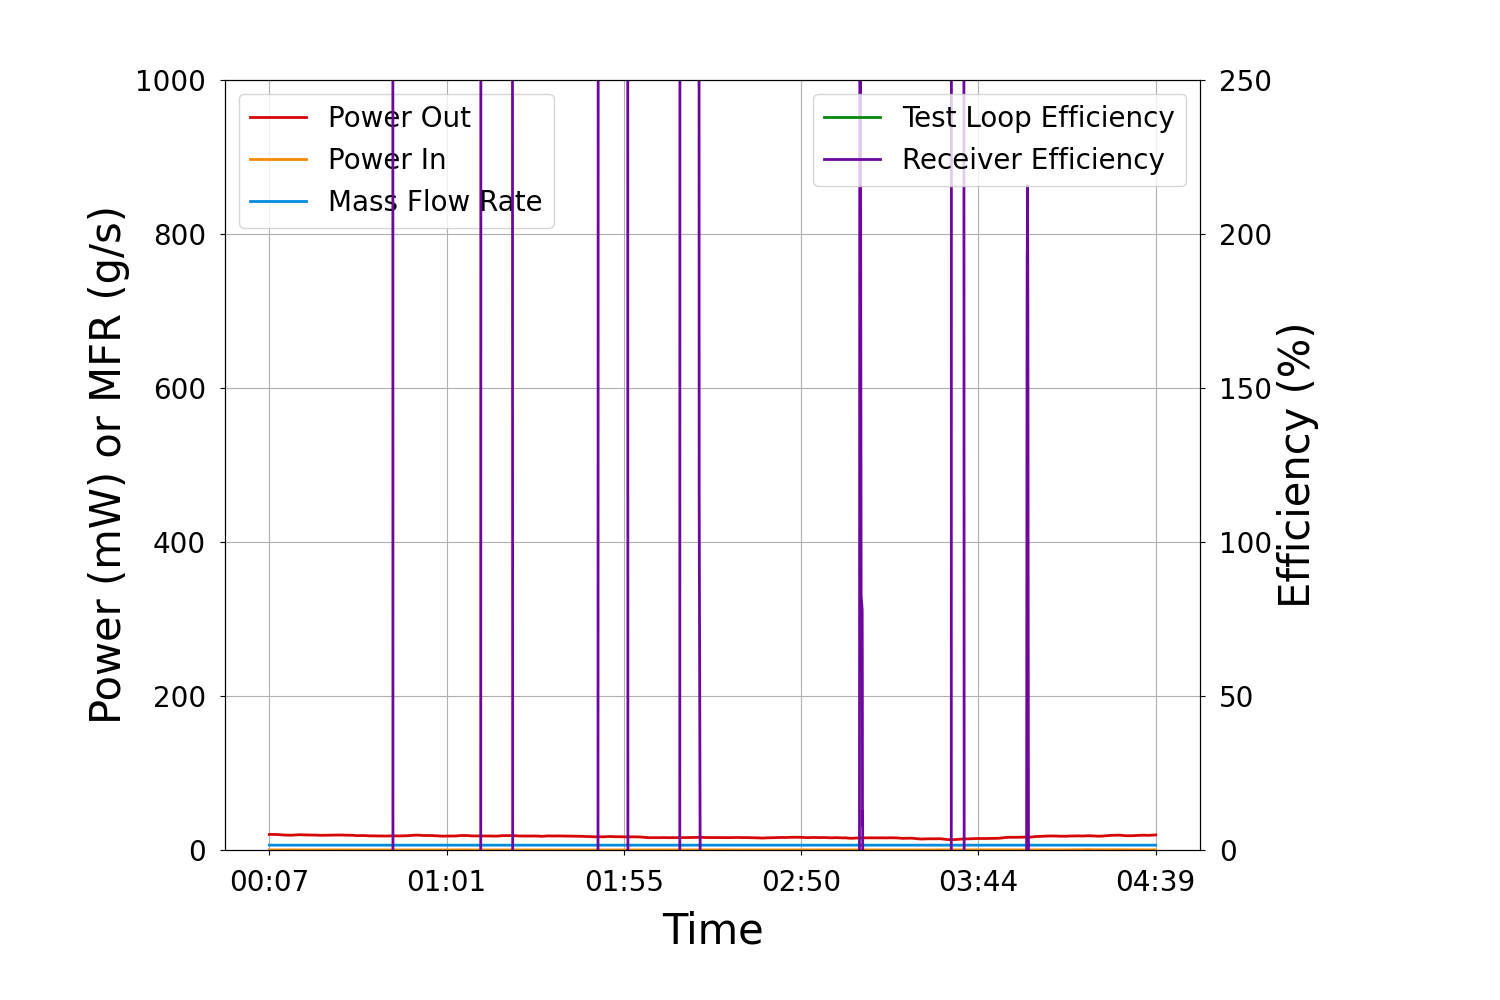 Power (mW) or MFR (g/s)
1000
800
600
400
200
0
Power Out
Power In
Mass Flow Rate
Test Loop Efficiency
Receiver Efficiency
250
200
150
100
50
0
Efficiency (%)
00:07 01:01 01:55 02:50 03:44 04:39
Time